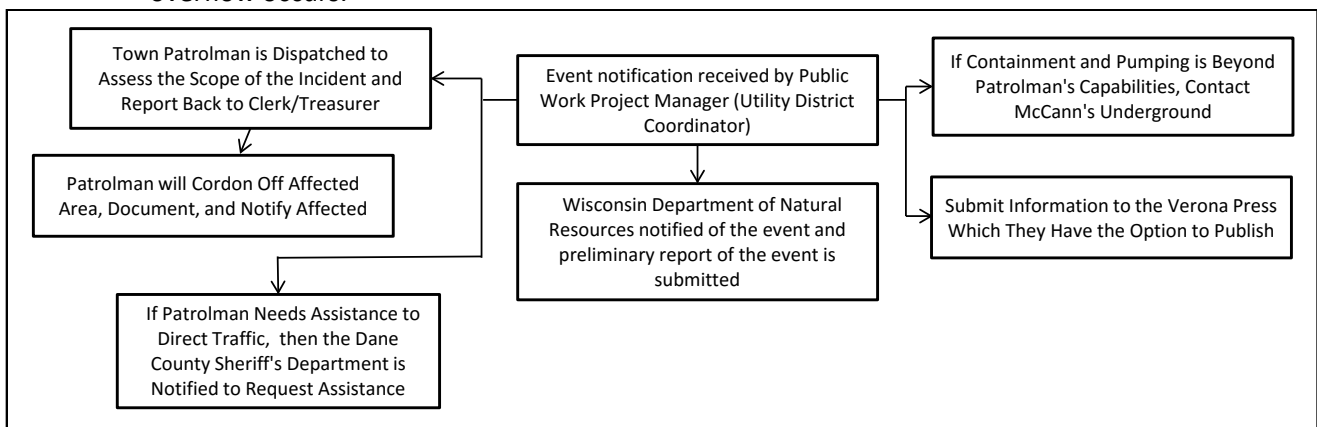 Town Patrolman is Dispatched to
Assess the Scope of the Incident and
Report Back to Clerk/Treasurer
Patrolman will Cordon Off Affected
Area, Document, and Notify Affected
If Patrolman Needs Assistance to
Direct Traffic, then the Dane
County Sheriff's Department is
Notified to Request Assistance
Event notification received by Public
Work Project Manager (Utility District
Coordinator)
Wisconsin Department of Natural
Resources notified of the event and
preliminary report of the event is
submitted
If Containment and Pumping is Beyond
Patrolman's Capabilities, Contact
McCann's Underground
Submit Information to the Verona Press
Which They Have the Option to Publish